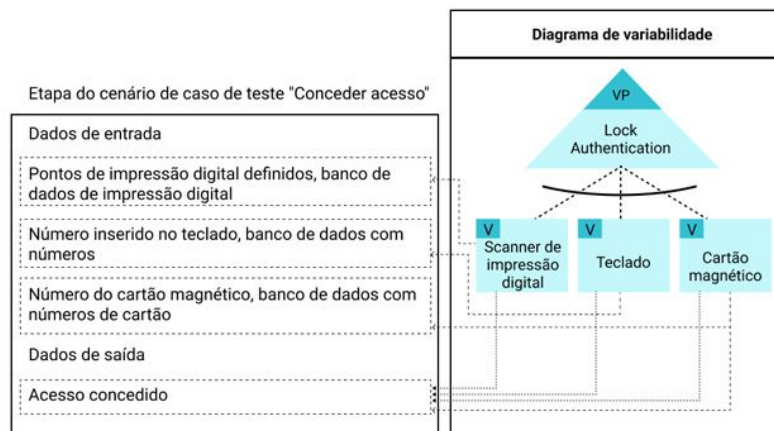 Diagrama de variabilidade
VP
Lock
Authentication
V
Scanner de
impressão
digital
V
Teclado
V
Cartão
magnético
Etapa do cenário de caso de teste "Conceder acesso"
Dados de entrada
Pontos de impressão digital definidos, banco de
dados de impressão digital
Número inserido no teclado, banco de dados com
números
Número do cartão magnético, banco de dados com
números de cartão
Dados de saída
Acesso concedido